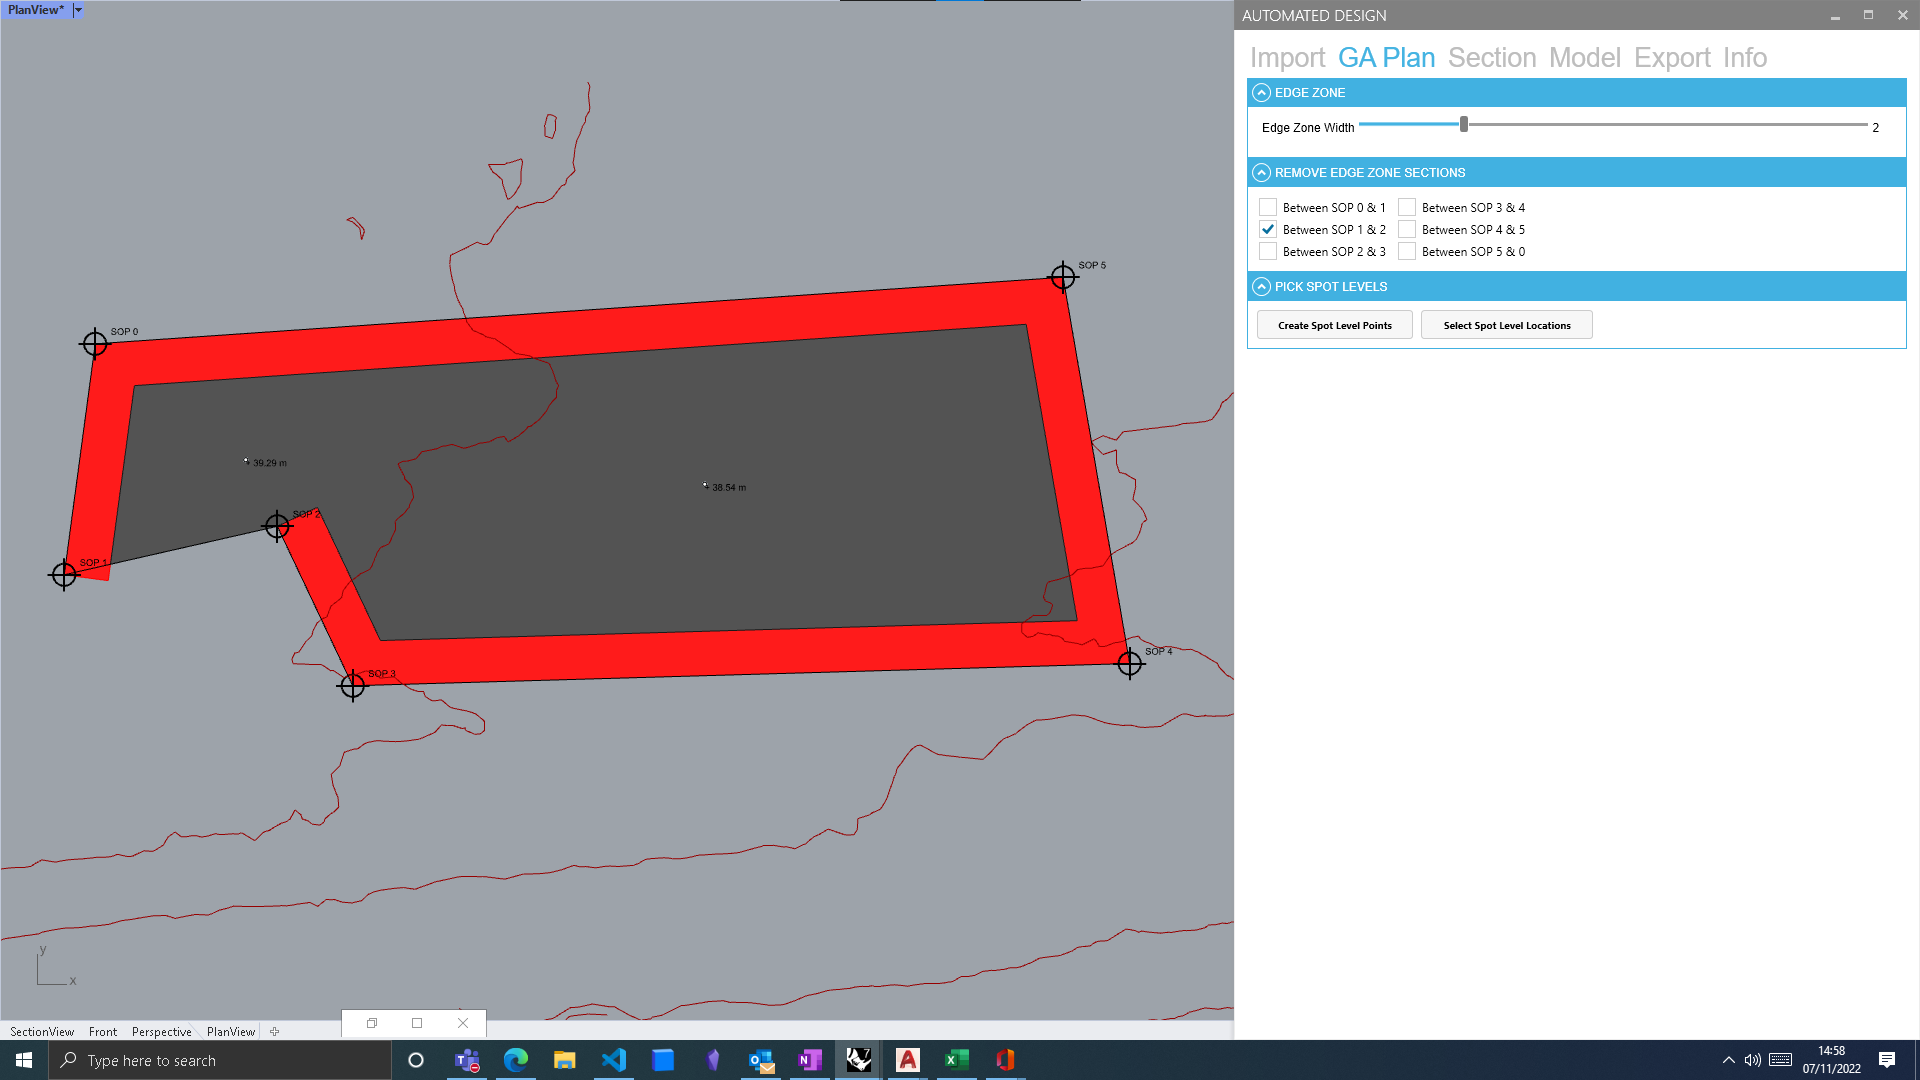 PlanView*
AUTOMATED DESIGN
Import GA Plan Section Model Export Info
EDGE ZONE
Edge Zone Width 2
REMOVE EDGE ZONE SECTIONS
Between SOP 0 & 1 Between SOP 3 & 4
Between SOP 1 & 2 Between SOP 4 & 5
Between SOP 2 & 3 Between SOP 5 & 0
PICK SPOT LEVELS
Create Spot Level Points Select Spot Level Locations
SOP 5
SOP 0
+ 39.29 m
+ 38.54 m
SOP 2
SOP 1
SOP 4
SOP 3
y
x
SectionView Front Perspective PlanView
Type here to search
14:58
07/11/2022